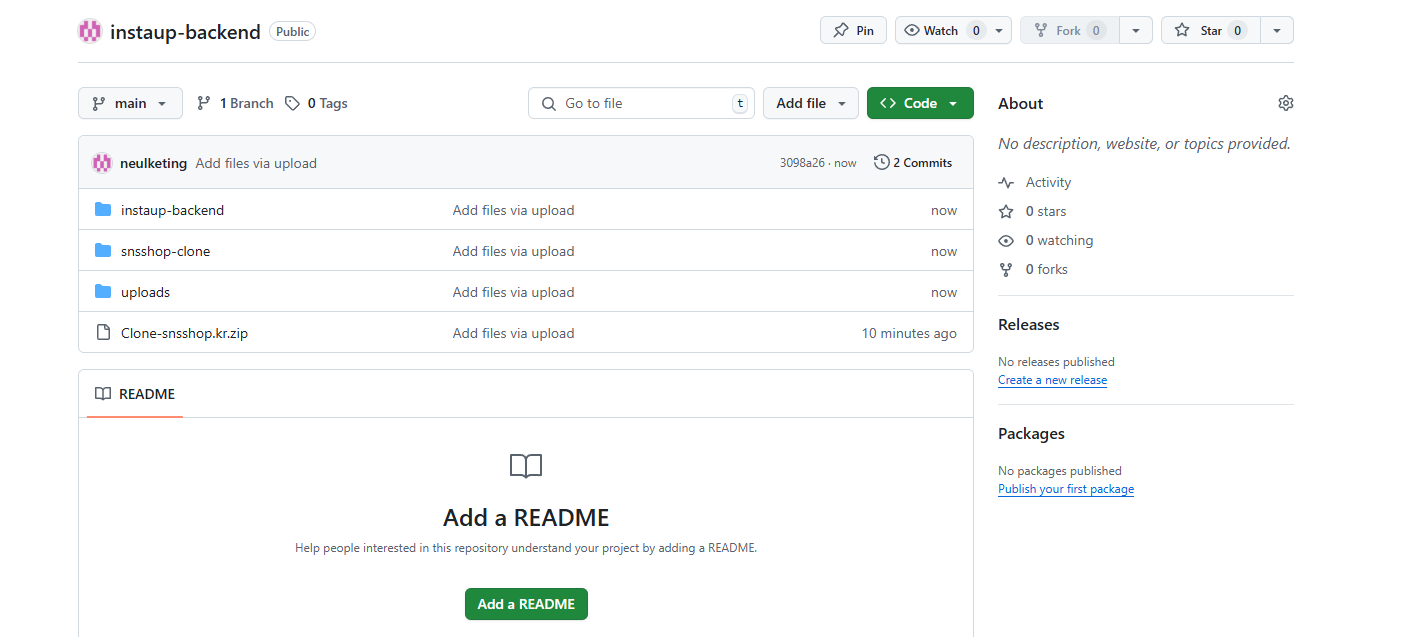 instaup-backend Public Pin Watch 0 Fork 0 Star 0
main 1 Branch 0 Tags Go to file t Add file Code
neulketing Add files via upload 3098a26 · now 2 Commits
instaup-backend Add files via upload now
snsshop-clone Add files via upload now
uploads Add files via upload now
Clone-snsshop.kr.zip Add files via upload 10 minutes ago
README
Add a README
Help people interested in this repository understand your project by adding a README.
Add a README
About
No description, website, or topics provided.
Activity
0 stars
0 watching
0 forks
Releases
No releases published
Create a new release
Packages
No packages published
Publish your first package